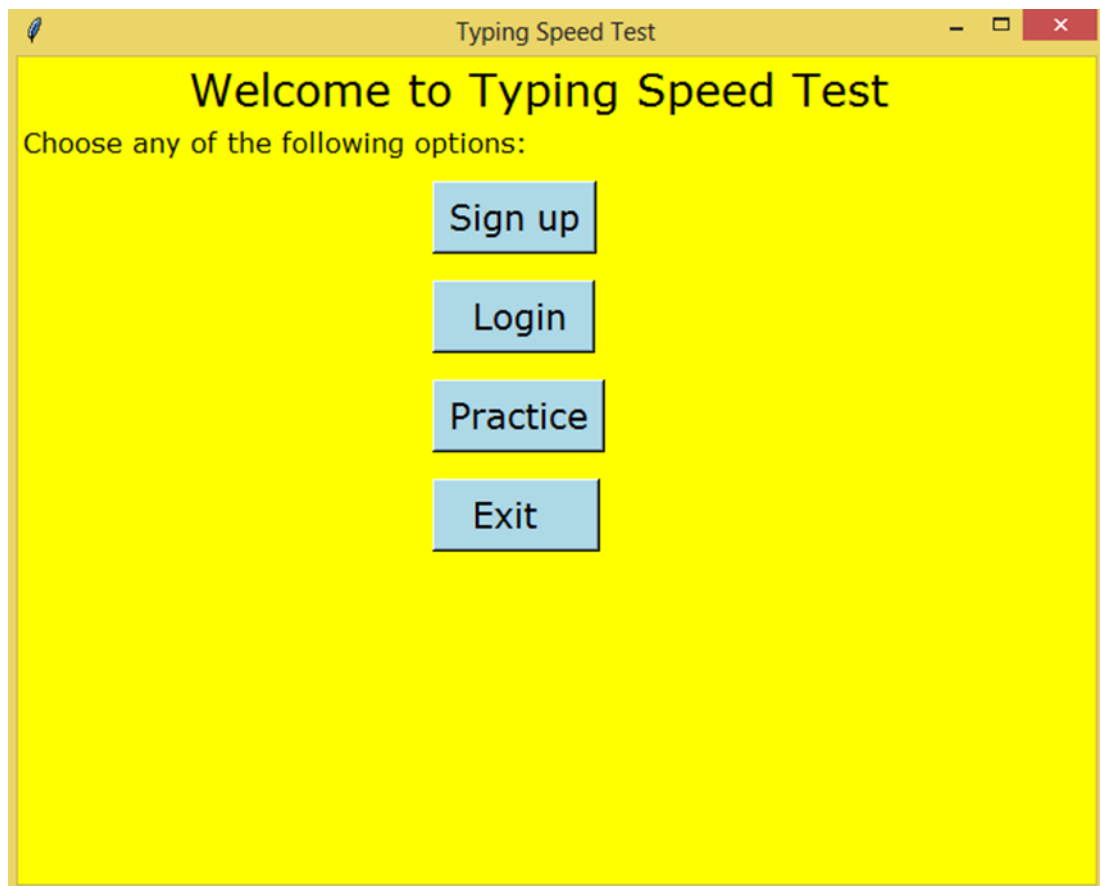 Typing Speed Test
Welcome to Typing Speed Test
Choose any of the following options:
Sign up
Login
Practice
Exit